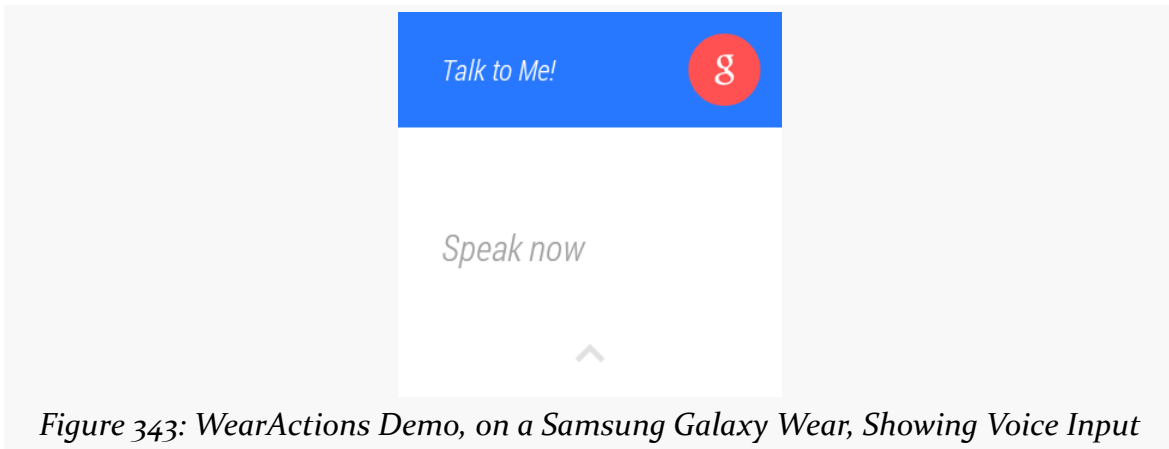 Talk to Me!
g
Speak now
Figure 343: WearActions Demo, on a Samsung Galaxy Wear, Showing Voice Input